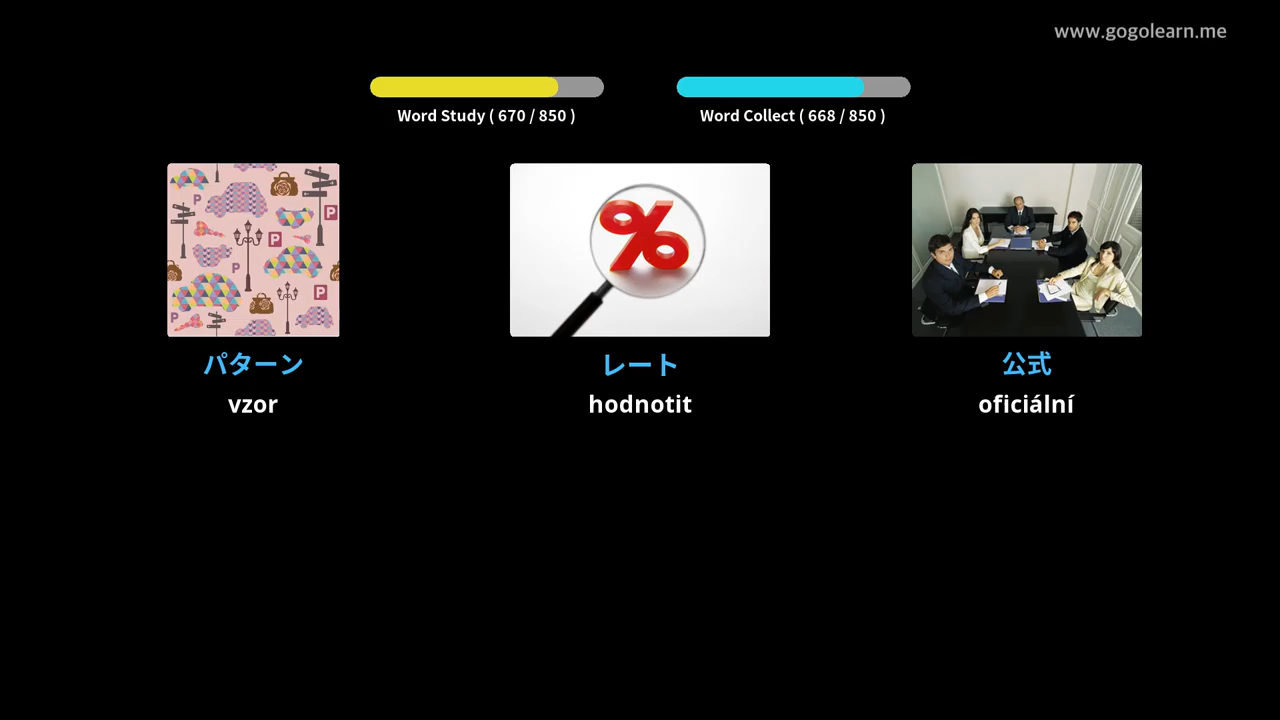 www.gogolearn.me
Word Study ( 670 / 850 )
Word Collect ( 668 / 850 )
パターン
レート
公式
vzor
hodnotit
oficiální